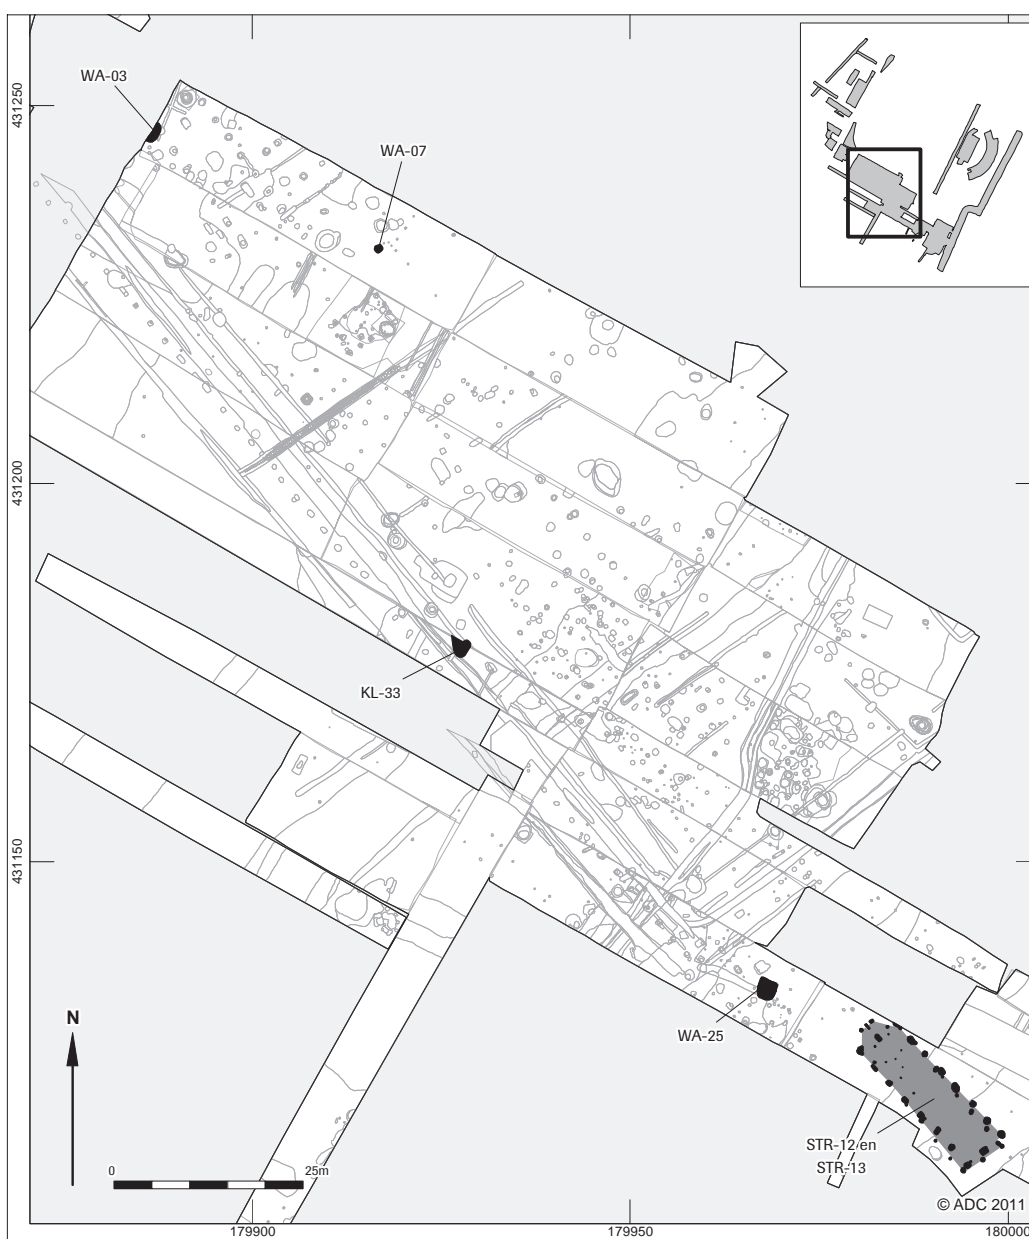 WA-03
431250
WA-07
431200
KL-33
431150
WA-25
N
STR-12 en
STR-13
0
25m
© ADC 2011
179900
179950
180000